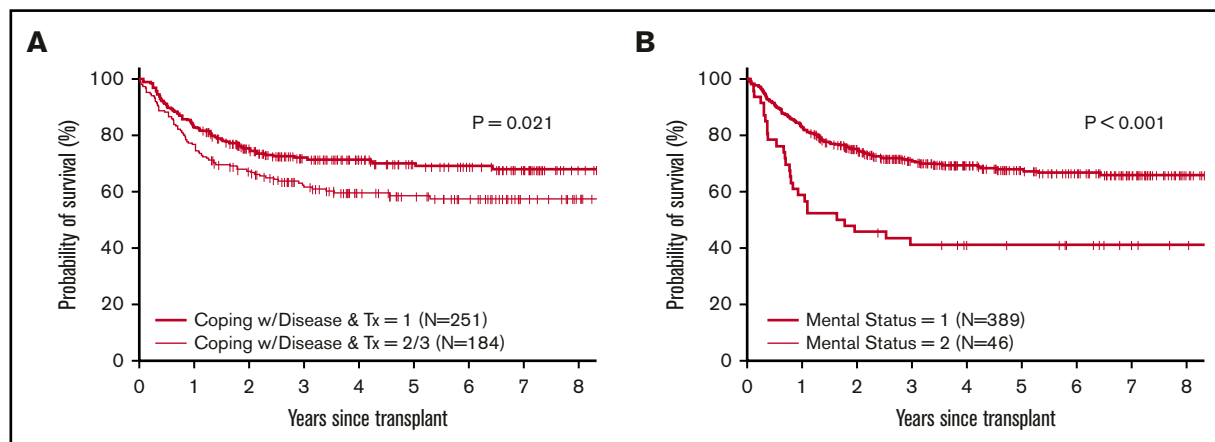 A
Probability of survival (%)
100
80
60
40
20
0
P = 0.021
Coping w/Disease & Tx = 1 (N=251)
Coping w/Disease & Tx = 2/3 (N=184)
0 1 2 3 4 5 6 7 8
Years since transplant
B
Probability of survival (%)
100
80
60
40
20
0
P < 0.001
Mental Status = 1 (N=389)
Mental Status = 2 (N=46)
0 1 2 3 4 5 6 7 8
Years since transplant